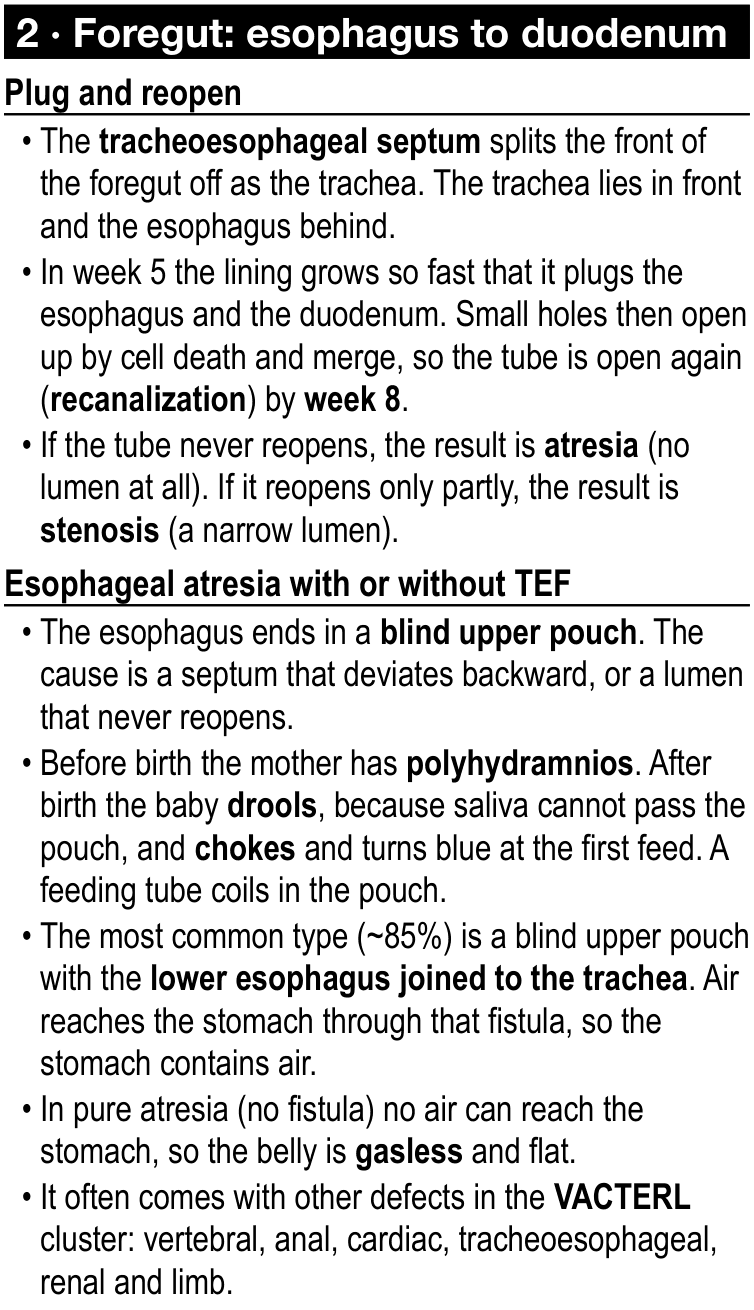 2 · Foregut: esophagus to duodenum
Plug and reopen
• The tracheoesophageal septum splits the front of
the foregut off as the trachea. The trachea lies in front
and the esophagus behind.
• In week 5 the lining grows so fast that it plugs the
esophagus and the duodenum. Small holes then open
up by cell death and merge, so the tube is open again
(recanalization) by week 8.
• If the tube never reopens, the result is atresia (no
lumen at all). If it reopens only partly, the result is
stenosis (a narrow lumen).
Esophageal atresia with or without TEF
• The esophagus ends in a blind upper pouch. The
cause is a septum that deviates backward, or a lumen
that never reopens.
• Before birth the mother has polyhydramnios. After
birth the baby drools, because saliva cannot pass the
pouch, and chokes and turns blue at the first feed. A
feeding tube coils in the pouch.
• The most common type (~85%) is a blind upper pouch
with the lower esophagus joined to the trachea. Air
reaches the stomach through that fistula, so the
stomach contains air.
• In pure atresia (no fistula) no air can reach the
stomach, so the belly is gasless and flat.
• It often comes with other defects in the VACTERL
cluster: vertebral, anal, cardiac, tracheoesophageal,
renal and limb.